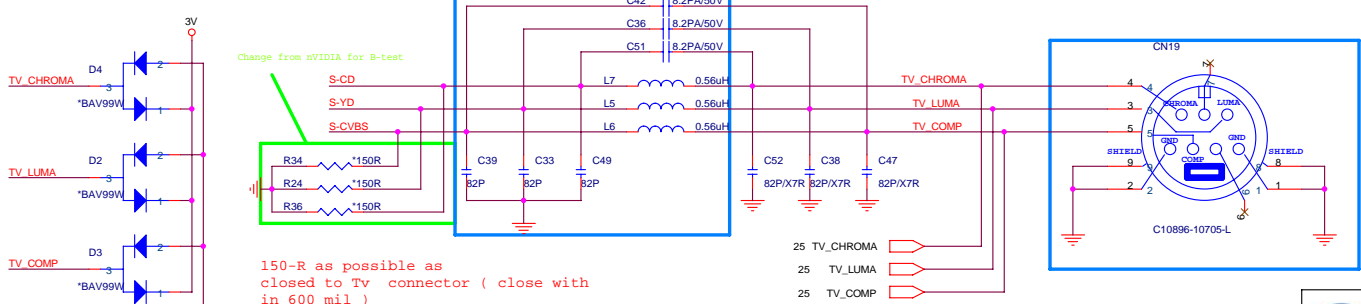 C42 8.2PA/50V
3V
C36 8.2PA/50V
CN19
C51 8.2PA/50V
Change from nVIDIA for B-test
D4
2
TV_CHROMA
3
*BAV99W
1
S-CD
L7 0.56uH
TV_CHROMA
4 4
CHROMA LUMA
7
S-YD
L5 0.56uH
TV_LUMA
3 3
S-CVBS
L6 0.56uH
TV_COMP
5 5
GND GND
SHIELD SHIELD
COMP
D2
2
TV_LUMA
3
*BAV99W
1
R34 *150R
R24 *150R
R36 *150R
C39 C33 C49
82P 82P 82P
C52 C38 C47
82P/X7R 82P/X7R 82P/X7R
9 9
8 8
2 2
1 1
6
C10896-10705-L
D3
2
TV_COMP
3
*BAV99W
1
25 TV_CHROMA
25 TV_LUMA
25 TV_COMP
150-R as possible as
closed to Tv connector ( close with
in 600 mil )